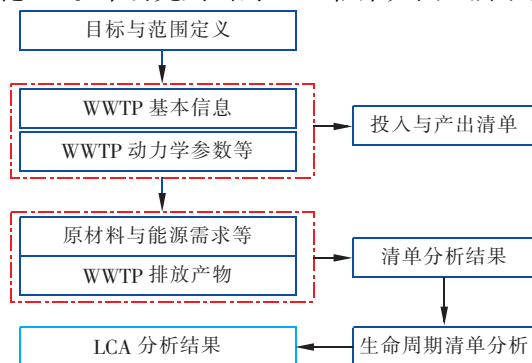 目标与范围定义
WWTP 基本信息
WWTP 动力学参数等
投入与产出清单
原材料与能源需求等
WWTP 排放产物
清单分析结果
LCA 分析结果
生命周期清单分析